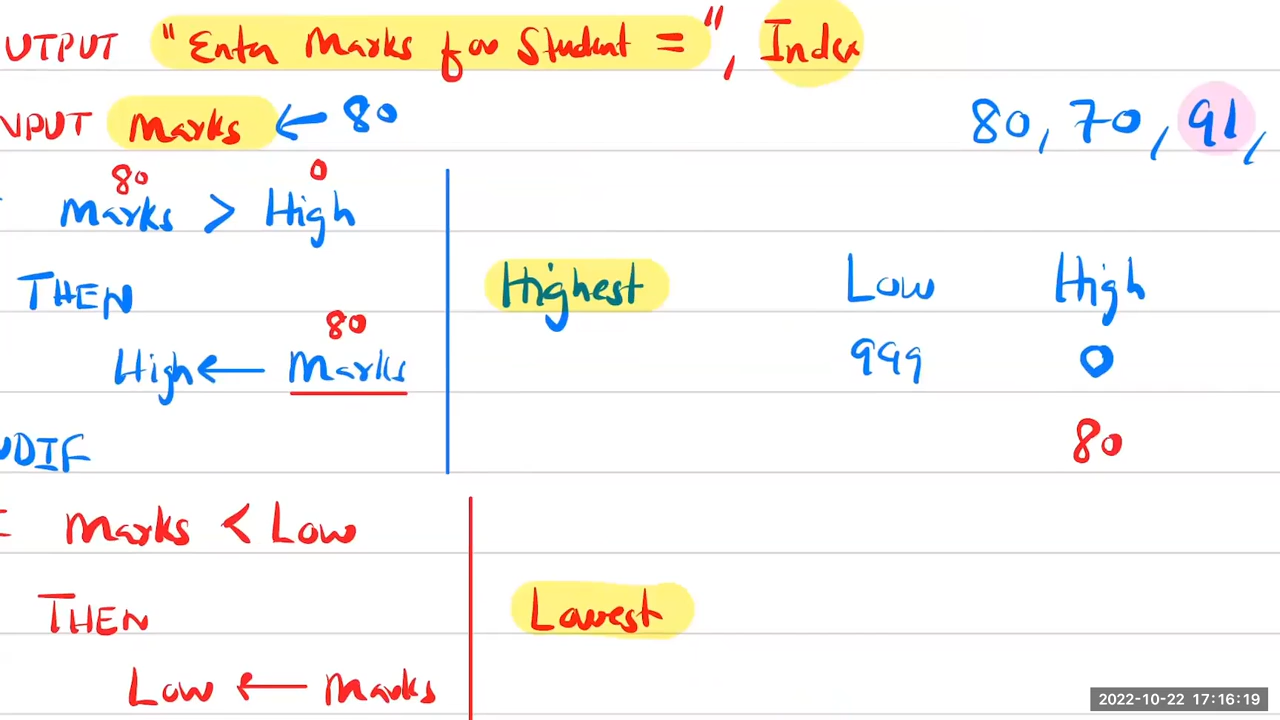 UTPUT "Enter Marks for Student = ", Index
NPUT Marks ← 80
80, 70, 91,
80 0
Marks > High
THEN
Highest
Low High
80
999 0
High ← Marks
80
NDIF
Marks < Low
THEN
Lowest
Low ← Marks
2022-10-22 17:16:19